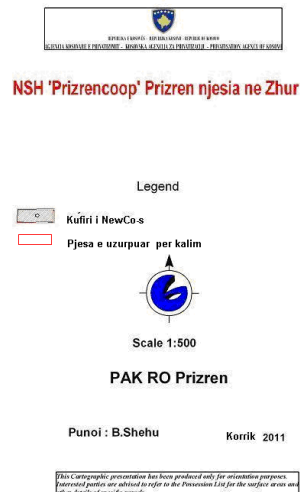 REPUBLIKA E KOSOVËS - REPUBLIKA KOSOVA - REPUBLIC OF KOSOVO
AGJENCIA KOSOVARE E PRIVATIZIMIT - KOSOVSKA AGENCIJA ZA PRIVATIZACIJU - PRIVATISATION AGENCY OF KOSOVO
NSH 'Prizrencoop' Prizren njesia ne Zhur
Legend
Kufiri i NewCo-s
Pjesa e uzurpuar per kalim
Scale 1:500
PAK RO Prizren
Punoi : B.Shehu
Korrik 2011
This Cartographic presentation has been produced only for orientation purposes.
Interested parties are advised to refer to the Possession List for the surface areas and